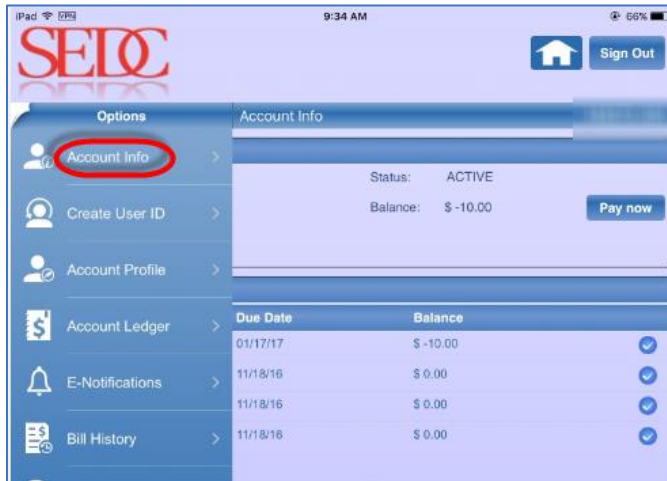 iPad VPN 9:34 AM 66%
SEDC
Sign Out
Options
Account Info
Account Info
Status: ACTIVE
Create User ID
Balance: $ -10.00
Pay now
Account Profile
Account Ledger
Due Date Balance
01/17/17 $ -10.00
E-Notifications
11/18/16 $ 0.00
11/18/16 $ 0.00
Bill History
11/18/16 $ 0.00